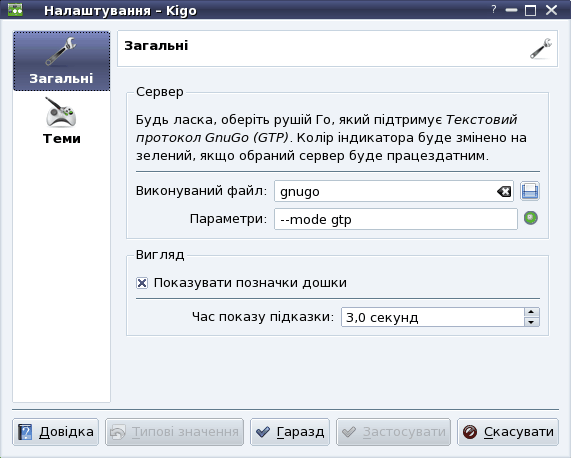 Налаштування – Kigo
?
Загальні
Теми
Загальні
Сервер
Будь ласка, оберіть рушій Го, який підтримує Текстовий
протокол GnuGo (GTP). Колір індикатора буде змінено на
зелений, якщо обраний сервер буде працездатним.
Виконуваний файл: gnugo
Параметри: --mode gtp
Вигляд
Показувати позначки дошки
Час показу підказки: 3,0 секунд
Довідка Типові значення Гаразд Застосувати Скасувати